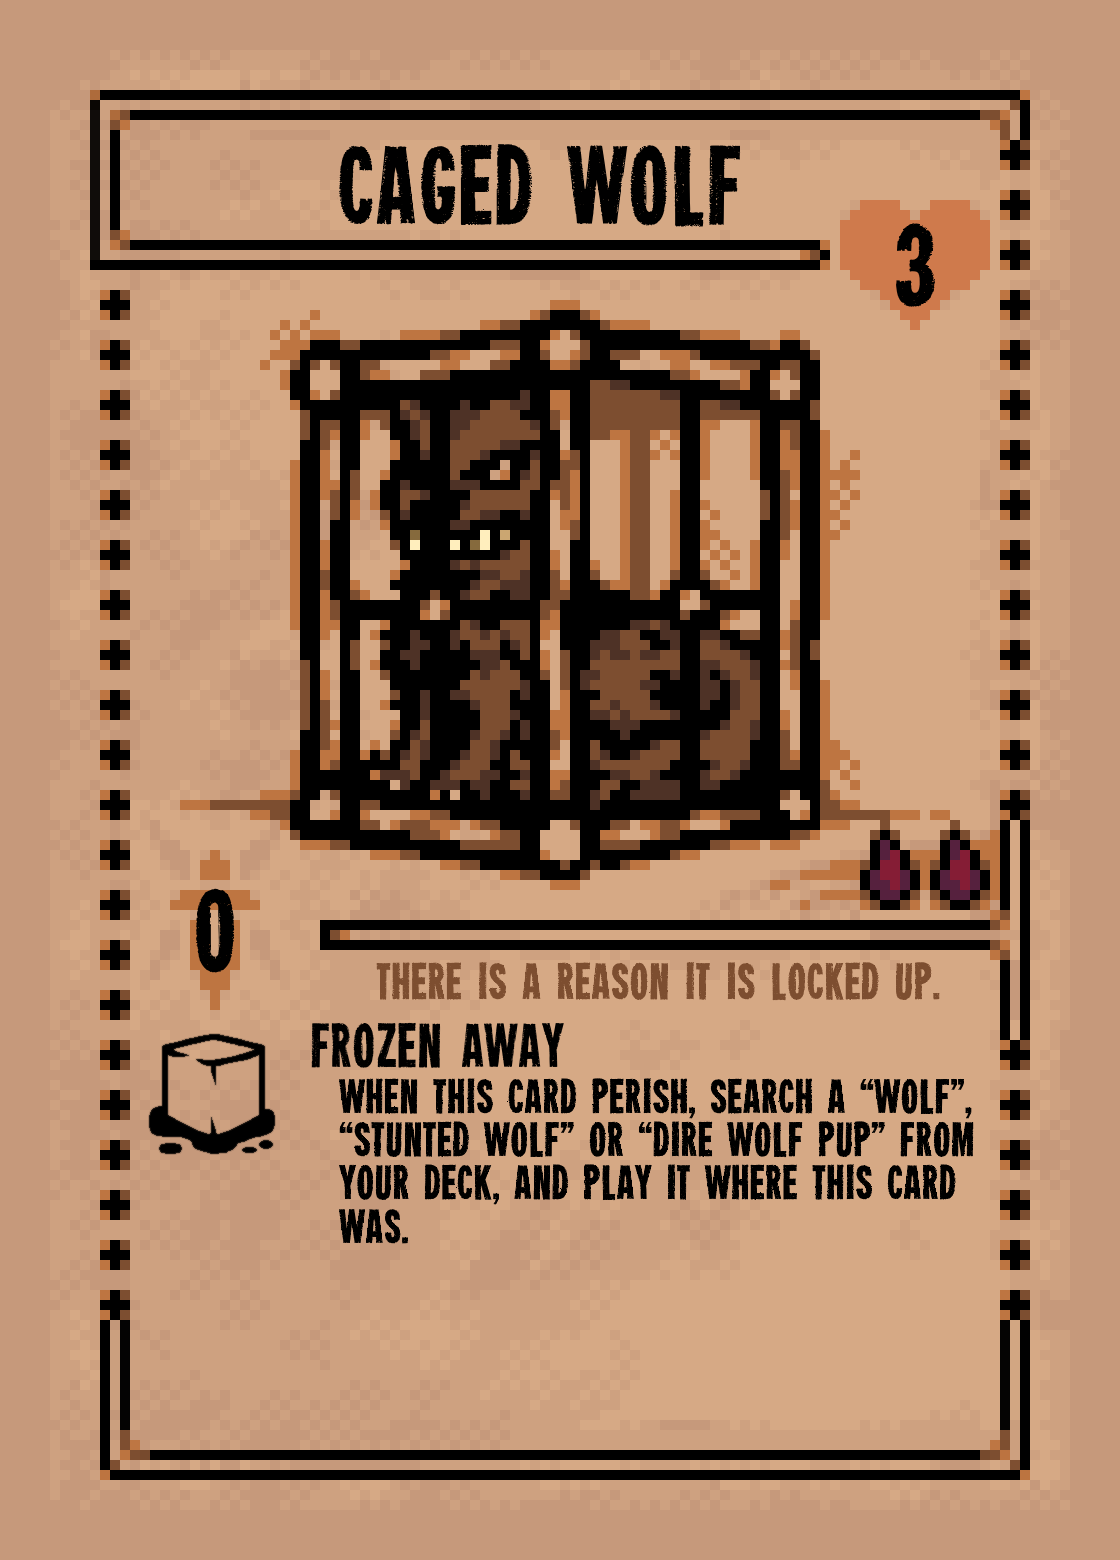 CAGED WOLF
3
0
THERE IS A REASON IT IS LOCKED UP.
FROZEN AWAY
WHEN THIS CARD PERISH, SEARCH A “WOLF”,
“STUNTED WOLF” OR “DIRE WOLF PUP” FROM
YOUR DECK, AND PLAY IT WHERE THIS CARD
WAS.